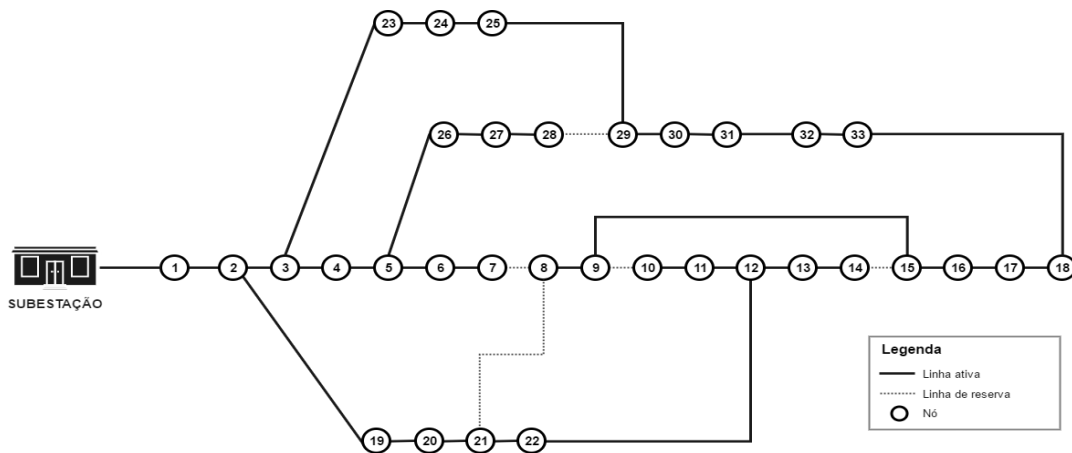 23 24 25
26 27 28 29 30 31 32 33
1 2 3 4 5 6 7 8 9 10 11 12 13 14 15 16 17 18
SUBESTAÇÃO
19 20 21 22
Legenda
Linha ativa
Linha de reserva
Nó